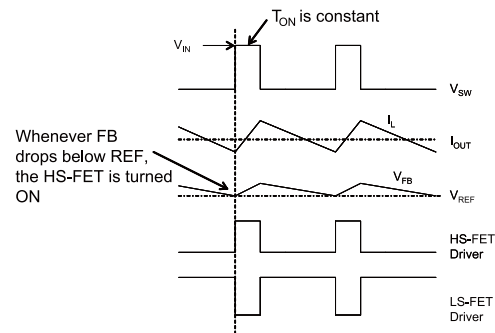 T_ON is constant
V_IN
V_SW
I_L
I_OUT
Whenever FB
drops below REF,
the HS-FET is turned
ON
V_FB
V_REF
HS-FET
Driver
LS-FET
Driver